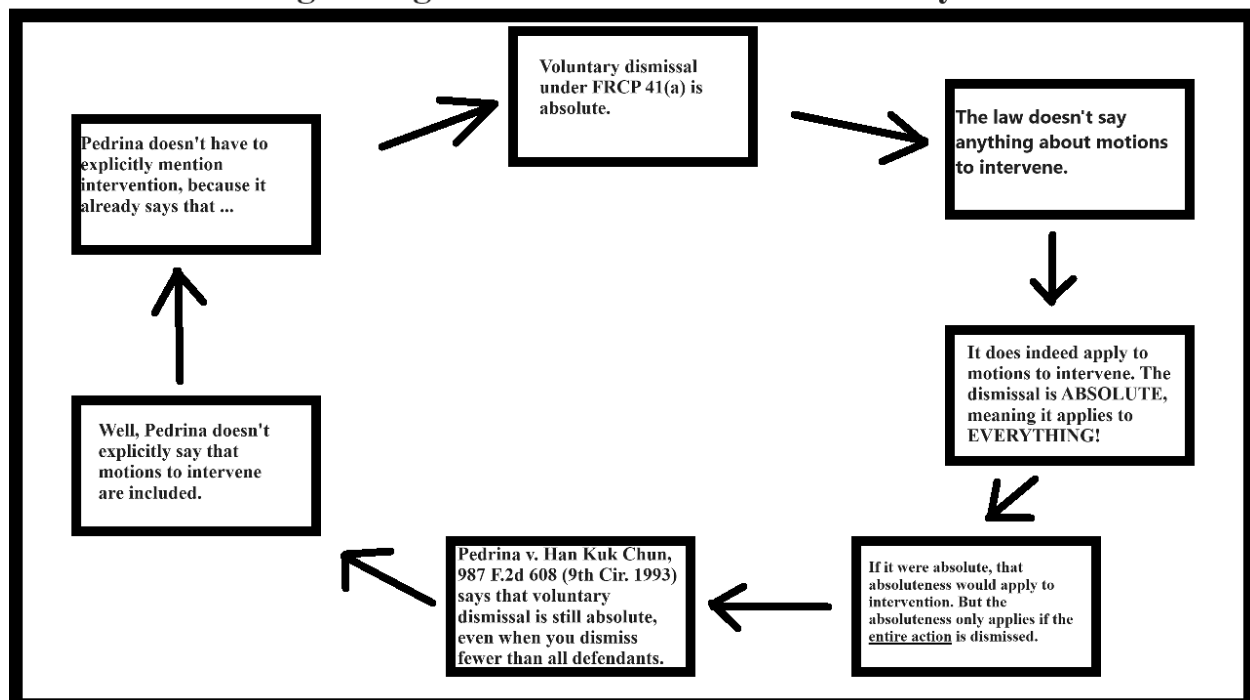 Voluntary dismissal
under FRCP 41(a) is
absolute.
The law doesn't say
anything about motions
to intervene.
It does indeed apply to
motions to intervene. The
dismissal is ABSOLUTE,
meaning it applies to
EVERYTHING!
If it were absolute, that
absoluteness would apply to
intervention. But the
absoluteness only applies if the
entire action is dismissed.
Pedrina v. Han Kuk Chun,
987 F.2d 608 (9th Cir. 1993)
says that voluntary
dismissal is still absolute,
even when you dismiss
fewer than all defendants.
Well, Pedrina doesn't
explicitly say that
motions to intervene
are included.
Pedrina doesn't have to
explicitly mention
intervention, because it
already says that ...